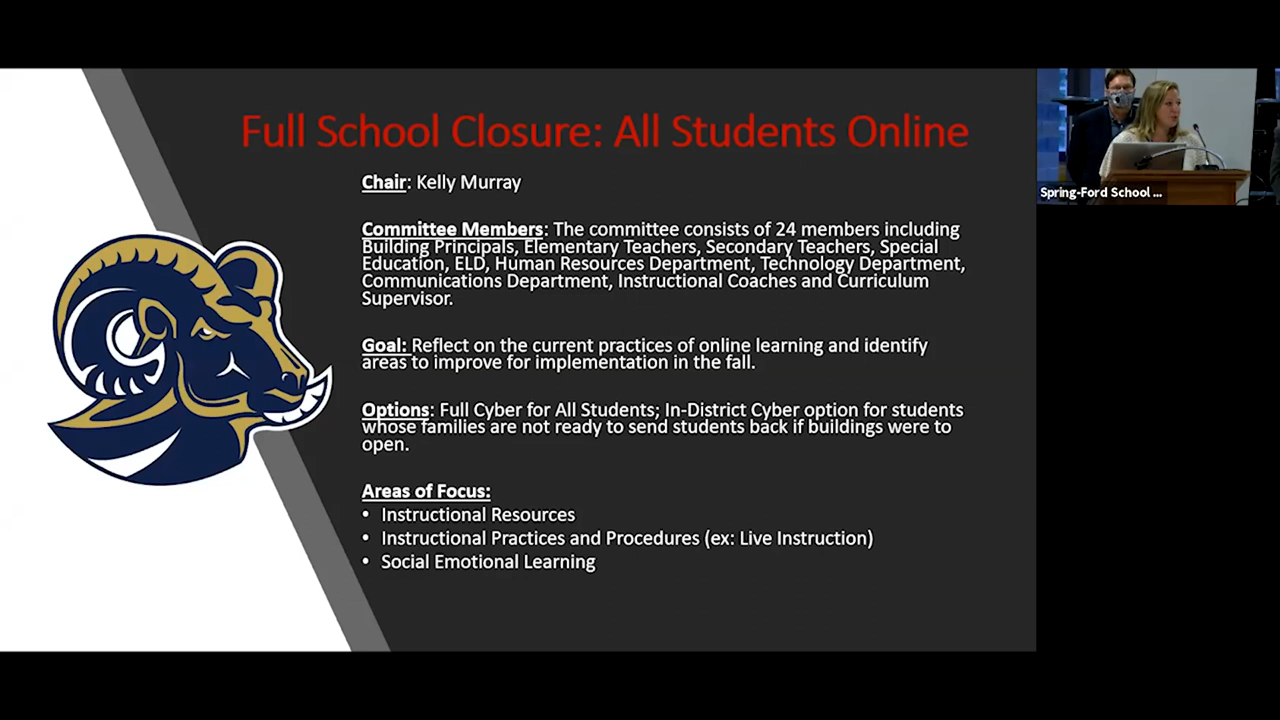 Full School Closure: All Students Online
Chair: Kelly Murray
Committee Members: The committee consists of 24 members including
Building Principals, Elementary Teachers, Secondary Teachers, Special
Education, ELD, Human Resources Department, Technology Department,
Communications Department, Instructional Coaches and Curriculum
Supervisor.
Goal: Reflect on the current practices of online learning and identify
areas to improve for implementation in the fall.
Options: Full Cyber for All Students; In-District Cyber option for students
whose families are not ready to send students back if buildings were to
open.
Areas of Focus:
• Instructional Resources
• Instructional Practices and Procedures (ex: Live Instruction)
• Social Emotional Learning
Spring-Ford School ...